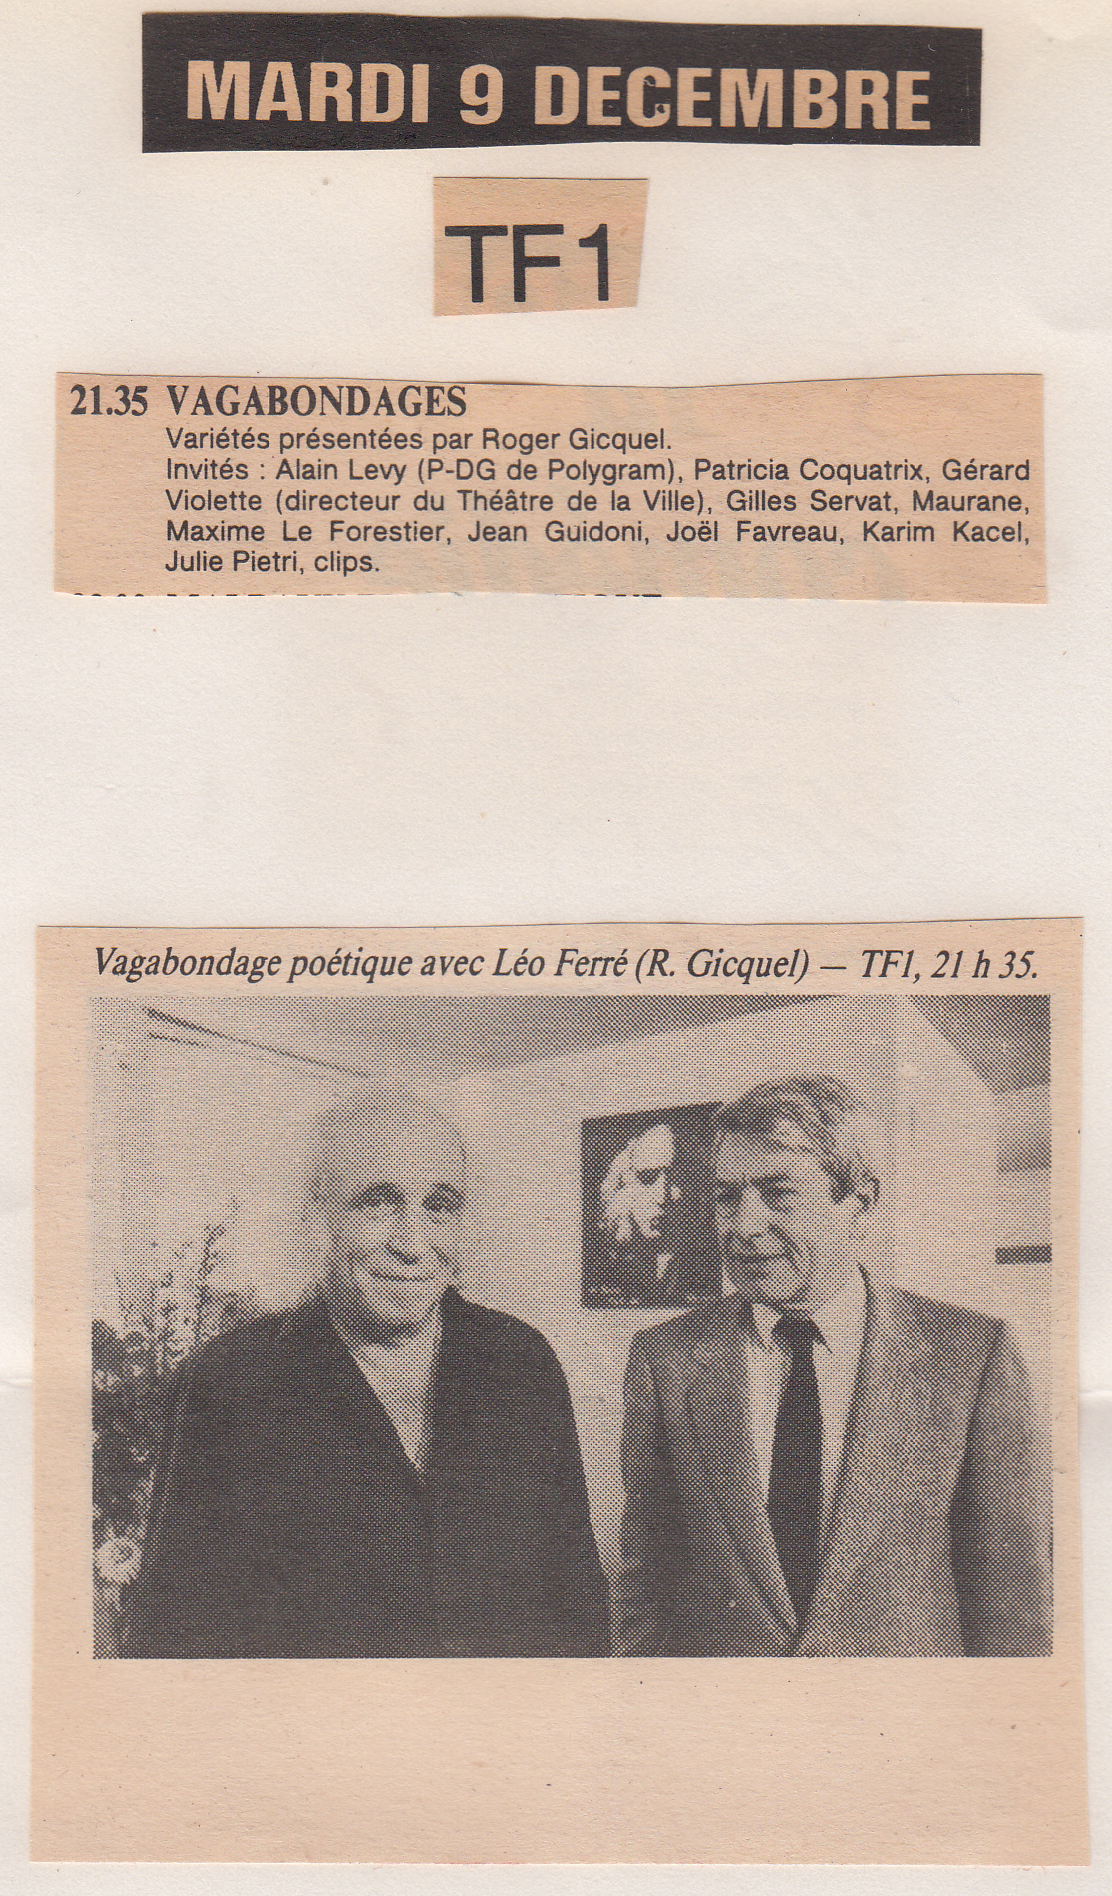 MARDI 9 DECEMBRE
TF1
21.35 VAGABONDAGES
Variétés présentées par Roger Gicquel.
Invités : Alain Levy (P-DG de Polygram), Patricia Coquatrix, Gérard
Violette (directeur du Théâtre de la Ville), Gilles Servat, Maurane,
Maxime Le Forestier, Jean Guidoni, Joël Favreau, Karim Kacel,
Julie Pietri, clips.
Vagabondage poétique avec Léo Ferré (R. Gicquel) — TF1, 21 h 35.